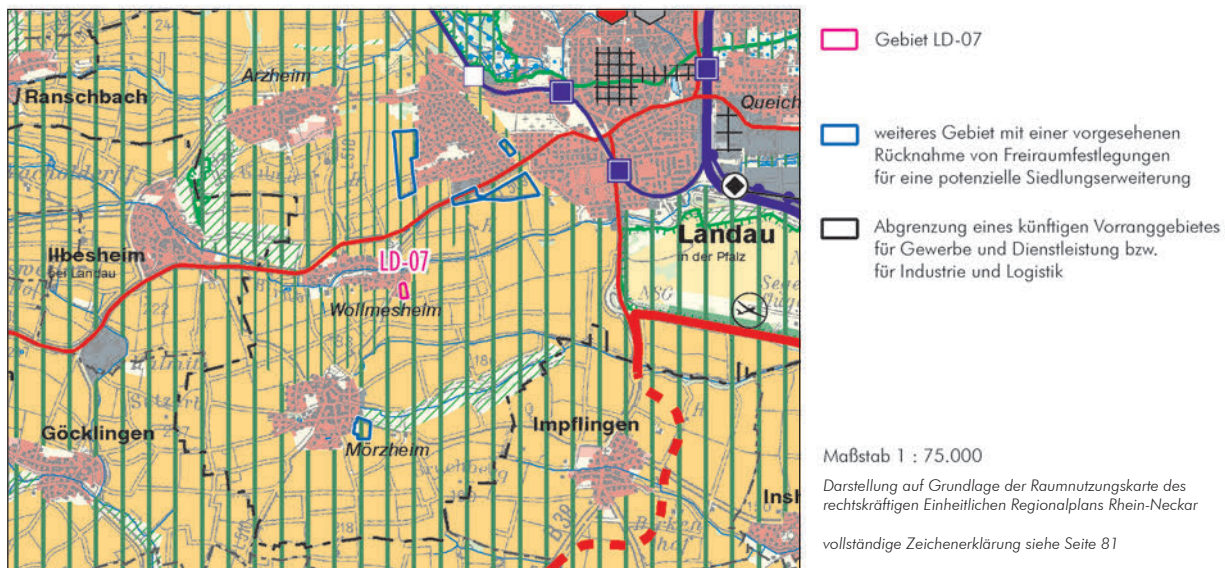 Arzheim
Ranschbach
Queich
Ilbesheim
bei Landau
LD-07
Wollmesheim
Landau
in der Pfalz
NSG
Göcklingen
Mörzheim
Impflingen
Insh
B38
Gebiet LD-07
weiteres Gebiet mit einer vorgesehenen
Rücknahme von Freiraumfestlegungen
für eine potenzielle Siedlungserweiterung
Abgrenzung eines künftigen Vorranggebietes
für Gewerbe und Dienstleistung bzw.
für Industrie und Logistik
Maßstab 1 : 75.000
Darstellung auf Grundlage der Raumnutzungskarte des
rechtskräftigen Einheitlichen Regionalplans Rhein-Neckar
vollständige Zeichenerklärung siehe Seite 81